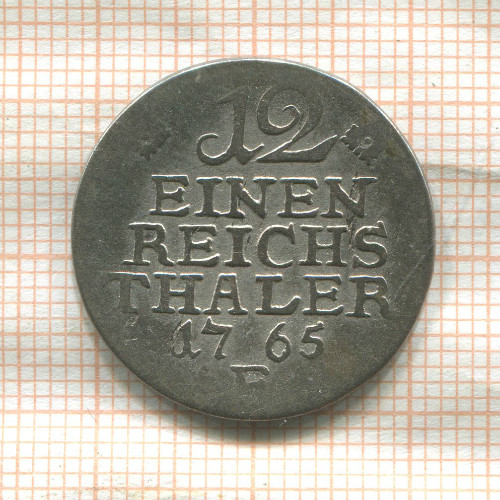 12
EINEN
REICHS
THALER
1765
F